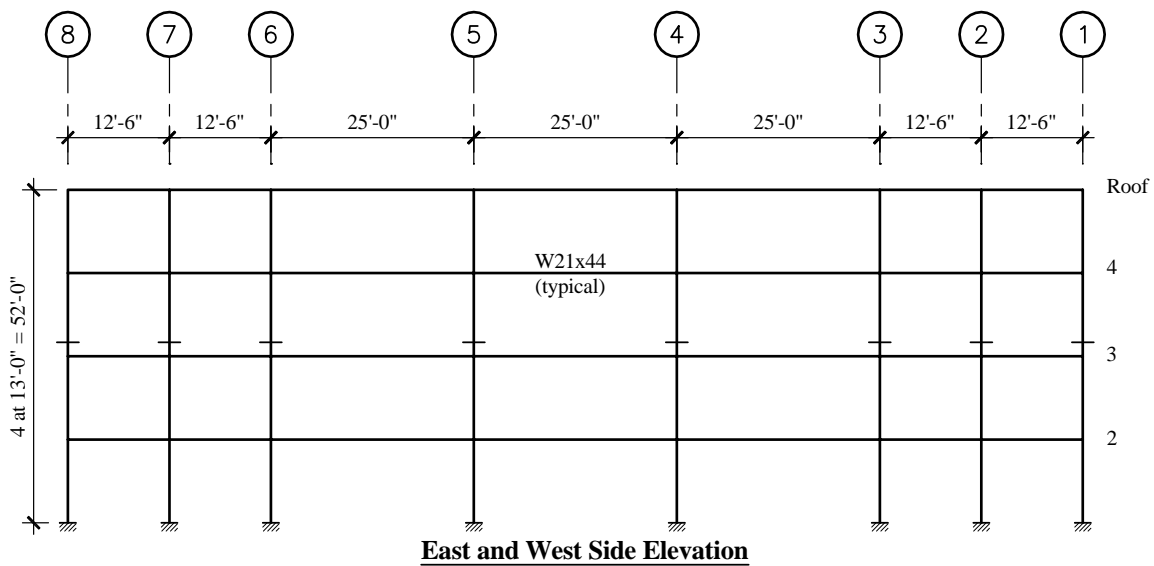 8 7 6 5 4 3 2 1
12'-6" 12'-6" 25'-0" 25'-0" 25'-0" 12'-6" 12'-6"
Roof
W21x44
(typical)
4
4 at 13'-0" = 52'-0"
3
2
East and West Side Elevation